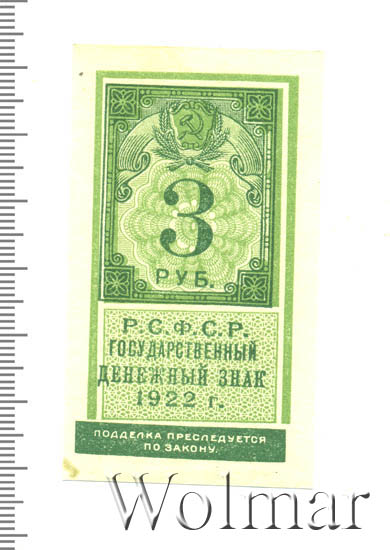 3
РУБ.
Р.С.Ф.С.Р.
ГОСУДАРСТВЕННЫЙ
ДЕНЕЖНЫЙ ЗНАК
1922 г.
ПОДДЕЛКА ПРЕСЛЕДУЕТСЯ
ПО ЗАКОНУ.
Wolmar